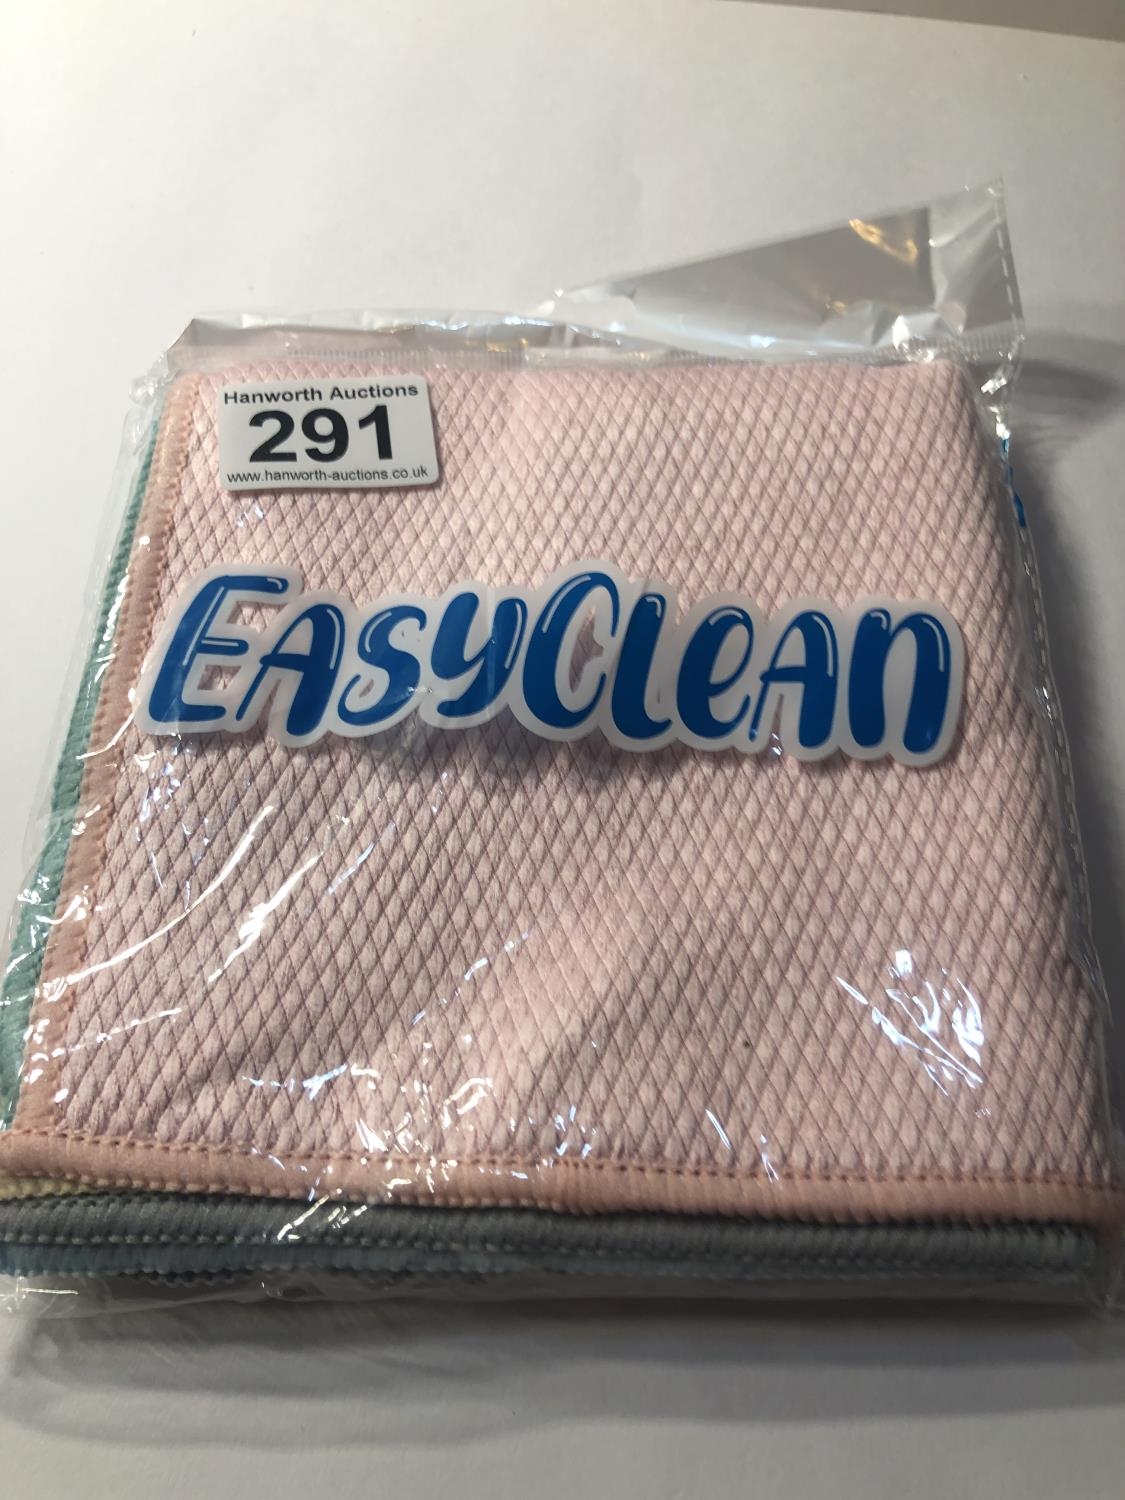 Hanworth Auctions
291
www.hanworth-auctions.co.uk
EasyClean